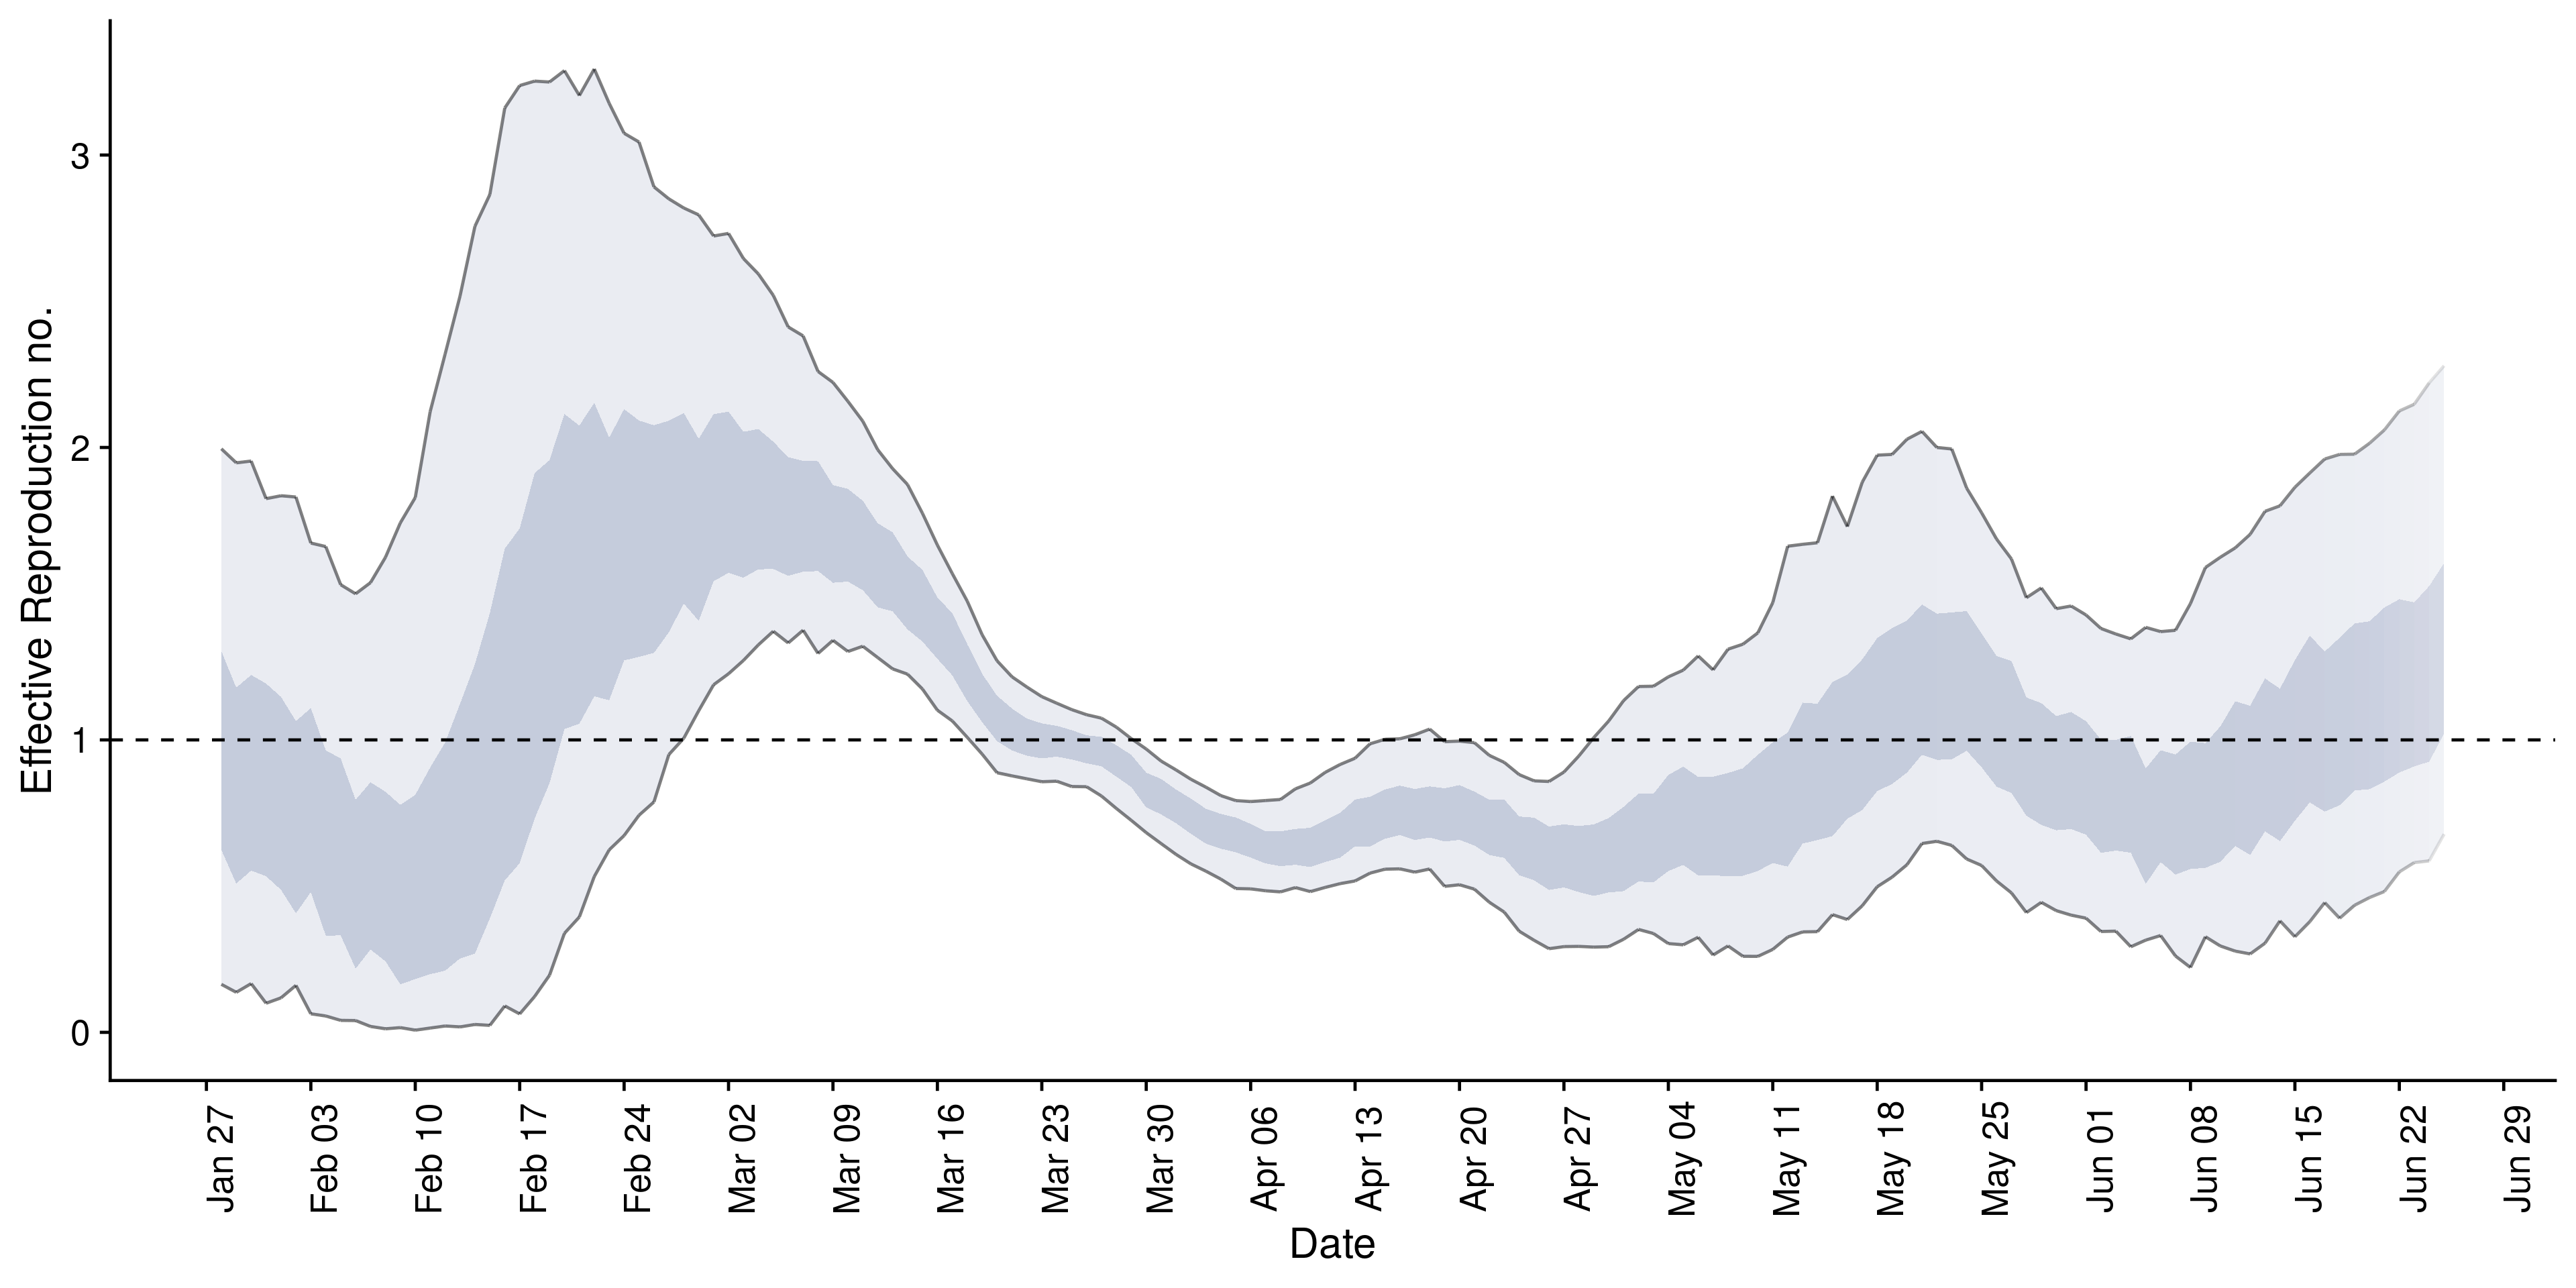 Effective Reproduction no.
3
2
1
0
Jan 27
Feb 03
Feb 10
Feb 17
Feb 24
Mar 02
Mar 09
Mar 16
Mar 23
Mar 30
Apr 06
Apr 13
Apr 20
Apr 27
May 04
May 11
May 18
May 25
Jun 01
Jun 08
Jun 15
Jun 22
Jun 29
Date